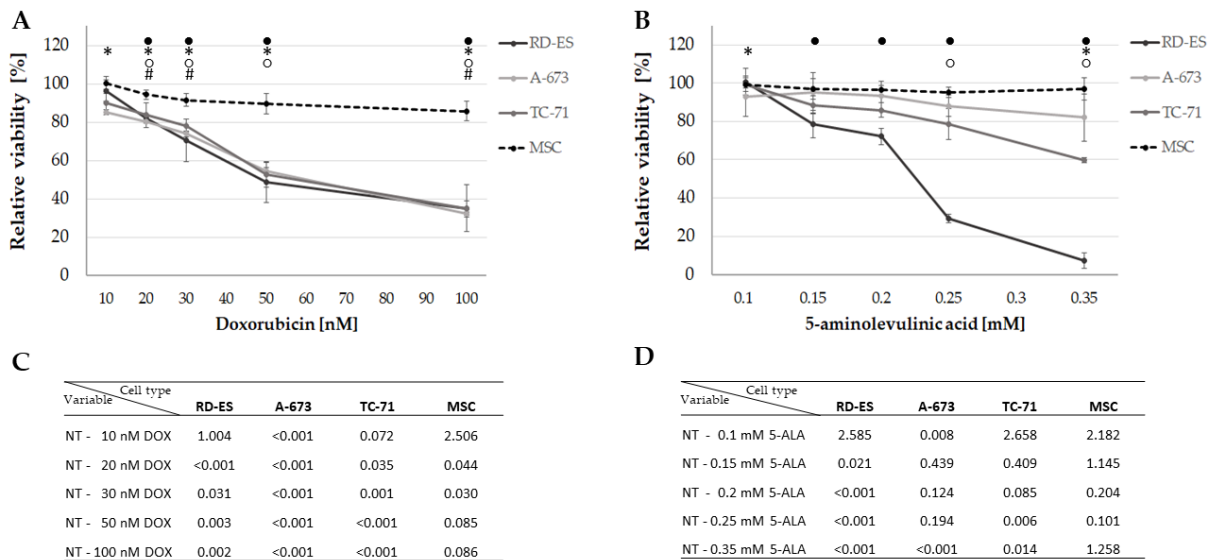 A
Relative viability [%]
120
100
80
60
40
20
0
* * * * *
# # #
10 20 30 40 50 60 70 80 90 100
Doxorubicin [nM]
RD-ES
A-673
TC-71
MSC
B
Relative viability [%]
120
100
80
60
40
20
0
* *
0.1 0.15 0.2 0.25 0.3 0.35
5-aminolevulinic acid [mM]
RD-ES
A-673
TC-71
MSC
C
Cell type
Variable RD-ES A-673 TC-71 MSC
NT - 10 nM DOX 1.004 <0.001 0.072 2.506
NT - 20 nM DOX <0.001 <0.001 0.035 0.044
NT - 30 nM DOX 0.031 <0.001 0.001 0.030
NT - 50 nM DOX 0.003 <0.001 <0.001 0.085
NT - 100 nM DOX 0.002 <0.001 <0.001 0.086
D
Cell type
Variable RD-ES A-673 TC-71 MSC
NT - 0.1 mM 5-ALA 2.585 0.008 2.658 2.182
NT - 0.15 mM 5-ALA 0.021 0.439 0.409 1.145
NT - 0.2 mM 5-ALA <0.001 0.124 0.085 0.204
NT - 0.25 mM 5-ALA <0.001 0.194 0.006 0.101
NT - 0.35 mM 5-ALA <0.001 <0.001 0.014 1.258